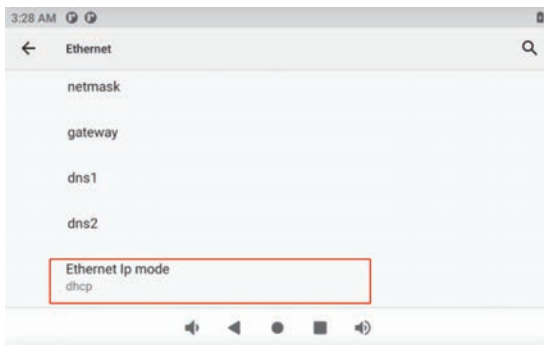 3:28 AM
Ethernet
netmask
gateway
dns1
dns2
Ethernet Ip mode
dhcp